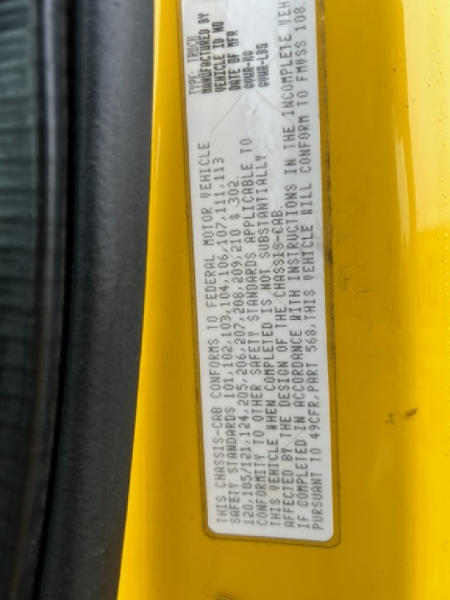 THIS CHASSIS-CAB CONFORMS TO FEDERAL MOTOR VEHICLE
SAFETY STANDARDS 101,102,103,104,106,107,111,113
120,105/121,124,205,206,207,208,209,210 & 302.
CONFORMITY TO OTHER SAFETY STANDARDS APPLICABLE TO
THIS VEHICLE WHEN COMPLETED IS NOT SUBSTANTIALLY
AFFECTED BY THE DESIGN OF THE CHASSIS-CAB.
IF COMPLETED IN ACCORDANCE WITH INSTRUCTIONS IN THE INCOMPLETE VEH
PURSUANT TO 49CFR,PART 568,THIS VEHICLE WILL CONFORM TO FMVSS 108,
TYPE: TRUCK
MANUFACTURED BY
VEHICLE ID NO
DATE OF MFR
GVWR-KG
GVWR-LBS